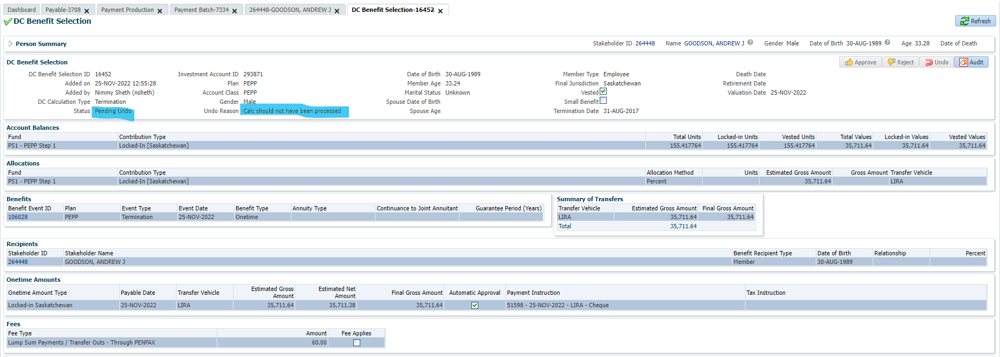 Dashboard Payable-3708 Payment Production Payment Batch-7334 264448-GOODSON, ANDREW J DC Benefit Selection-16452
DC Benefit Selection
Refresh
Person Summary Stakeholder ID 264448 Name GOODSON, ANDREW J Gender Male Date of Birth 30-AUG-1989 Age 33.28 Date of Death
DC Benefit Selection Approve Reject Undo Audit
DC Benefit Selection ID 16452 Investment Account ID 293871 Date of Birth 30-AUG-1989 Member Type Employee Death Date
Added on 25-NOV-2022 12:55:28 Plan PEPP Member Age 33.24 Final Jurisdiction Saskatchewan Retirement Date
Added by Nimmy Sheth (nsheth) Account Class PEPP Marital Status Unknown Vested Valuation Date 25-NOV-2022
DC Calculation Type Termination Gender Male Spouse Date of Birth Small Benefit
Status Pending Undo Undo Reason Calc should not have been processed Spouse Age Termination Date 31-AUG-2017
Account Balances
Fund Contribution Type Total Units Locked-in Units Vested Units Total Values Locked-in Values Vested Values
PS1 - PEPP Step 1 Locked-In [Saskatchewan] 155.417764 155.417764 155.417764 35,711.64 35,711.64 35,711.64
Allocations
Fund Contribution Type Allocation Method Units Estimated Gross Amount Gross Amount Transfer Vehicle
PS1 - PEPP Step 1 Locked-In [Saskatchewan] Percent 35,711.64 LIRA
Benefits
Benefit Event ID Plan Event Type Event Date Benefit Type Annuity Type Continuance to Joint Annuitant Guarantee Period (Years)
106028 PEPP Termination 25-NOV-2022 Onetime
Summary of Transfers
Transfer Vehicle Estimated Gross Amount Final Gross Amount
LIRA 35,711.64 35,711.64
Total 35,711.64
Recipients
Stakeholder ID Stakeholder Name Benefit Recipient Type Date of Birth Relationship Percent
264448 GOODSON, ANDREW J Member 30-AUG-1989
Onetime Amounts
Onetime Amount Type Payable Date Transfer Vehicle Estimated Gross Amount Estimated Net Amount Final Gross Amount Automatic Approval Payment Instruction Tax Instruction
Locked-in Saskatchewan 25-NOV-2022 LIRA 35,711.64 35,711.38 35,711.64 51598 - 25-NOV-2022 - LIRA - Cheque
Fees
Fee Type Amount Fee Applies
Lump Sum Payments / Transfer Outs - Through PENFAX 60.00